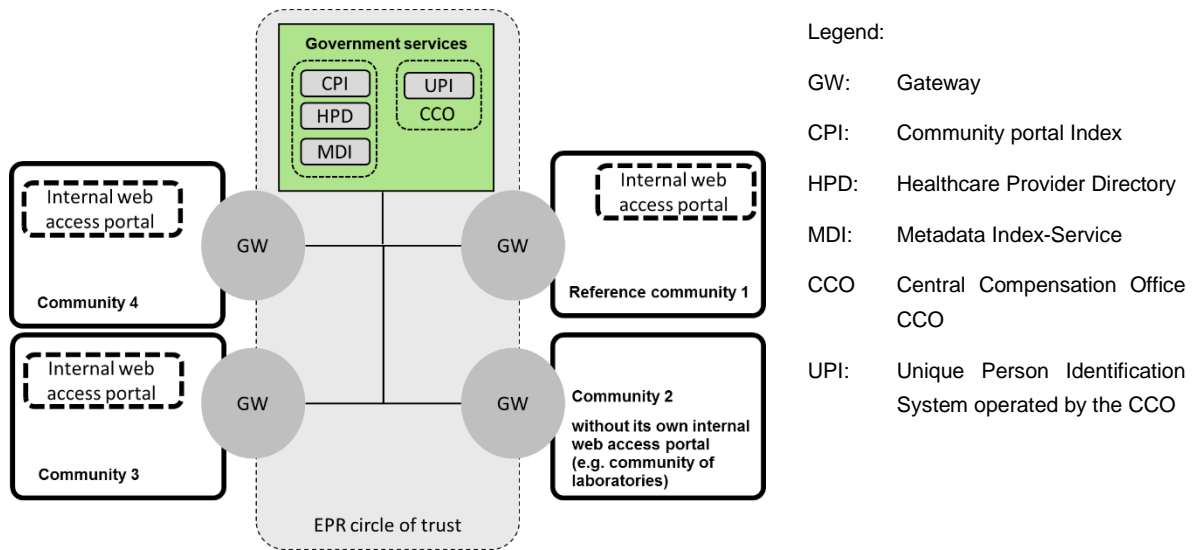 Government services
CPI
HPD
MDI
UPI
CCO
Internal web
access portal
GW
Community 4
Internal web
access portal
GW
Reference community 1
Internal web
access portal
GW
Community 3
GW
Community 2
without its own internal
web access portal
(e.g. community of
laboratories)
EPR circle of trust
Legend:
GW: Gateway
CPI: Community portal Index
HPD: Healthcare Provider Directory
MDI: Metadata Index-Service
CCO Central Compensation Office
CCO
UPI: Unique Person Identification
System operated by the CCO